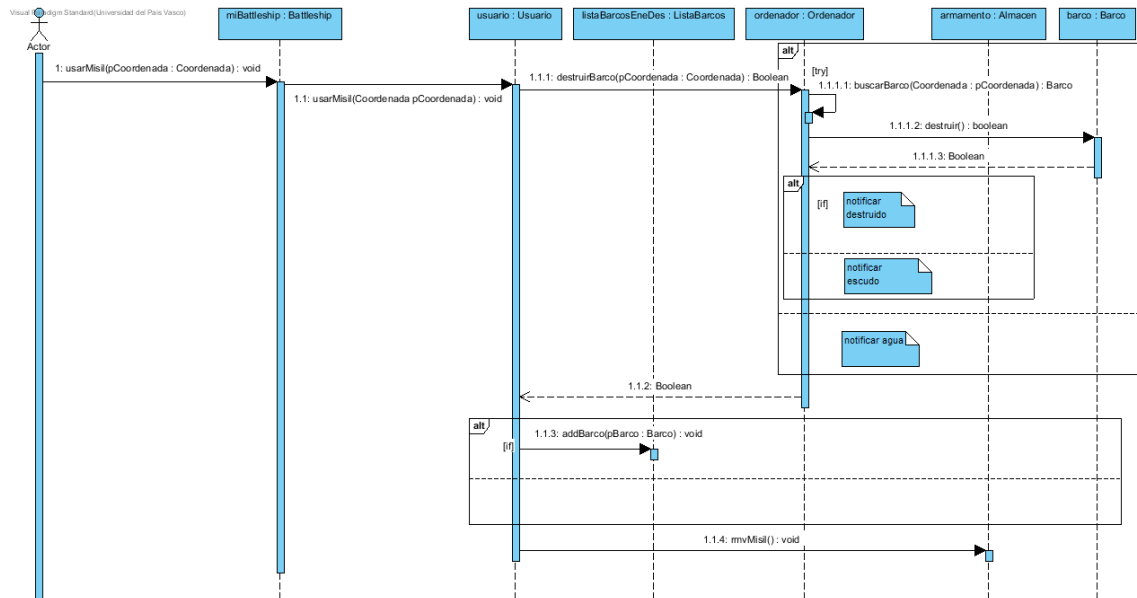 Visual Paradigm Standard(Universidad del Pais Vasco)
Actor
miBattleship : Battleship
usuario : Usuario
listaBarcosEneDes : ListaBarcos
ordenador : Ordenador
armamento : Almacen
barco : Barco
alt
[try]
1: usarMisil(pCoordenada : Coordenada) : void
1.1: usarMisil(Coordenada pCoordenada) : void
1.1.1: destruirBarco(pCoordenada : Coordenada) : Boolean
1.1.1.1: buscarBarco(Coordenada : pCoordenada) : Barco
1.1.1.2: destruir() : boolean
1.1.1.3: Boolean
alt
[if]
notificar
destruido
notificar
escudo
notificar agua
1.1.2: Boolean
alt
[if]
1.1.3: addBarco(pBarco : Barco) : void
1.1.4: rmvMisil() : void